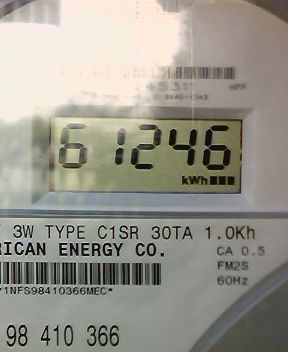 4531
61246
kWh
3W TYPE C1SR 30TA 1.0Kh
RICAN ENERGY CO.
CA 0.5
FM2S
*1NFS98410366MEC*
60Hz
98 410 366